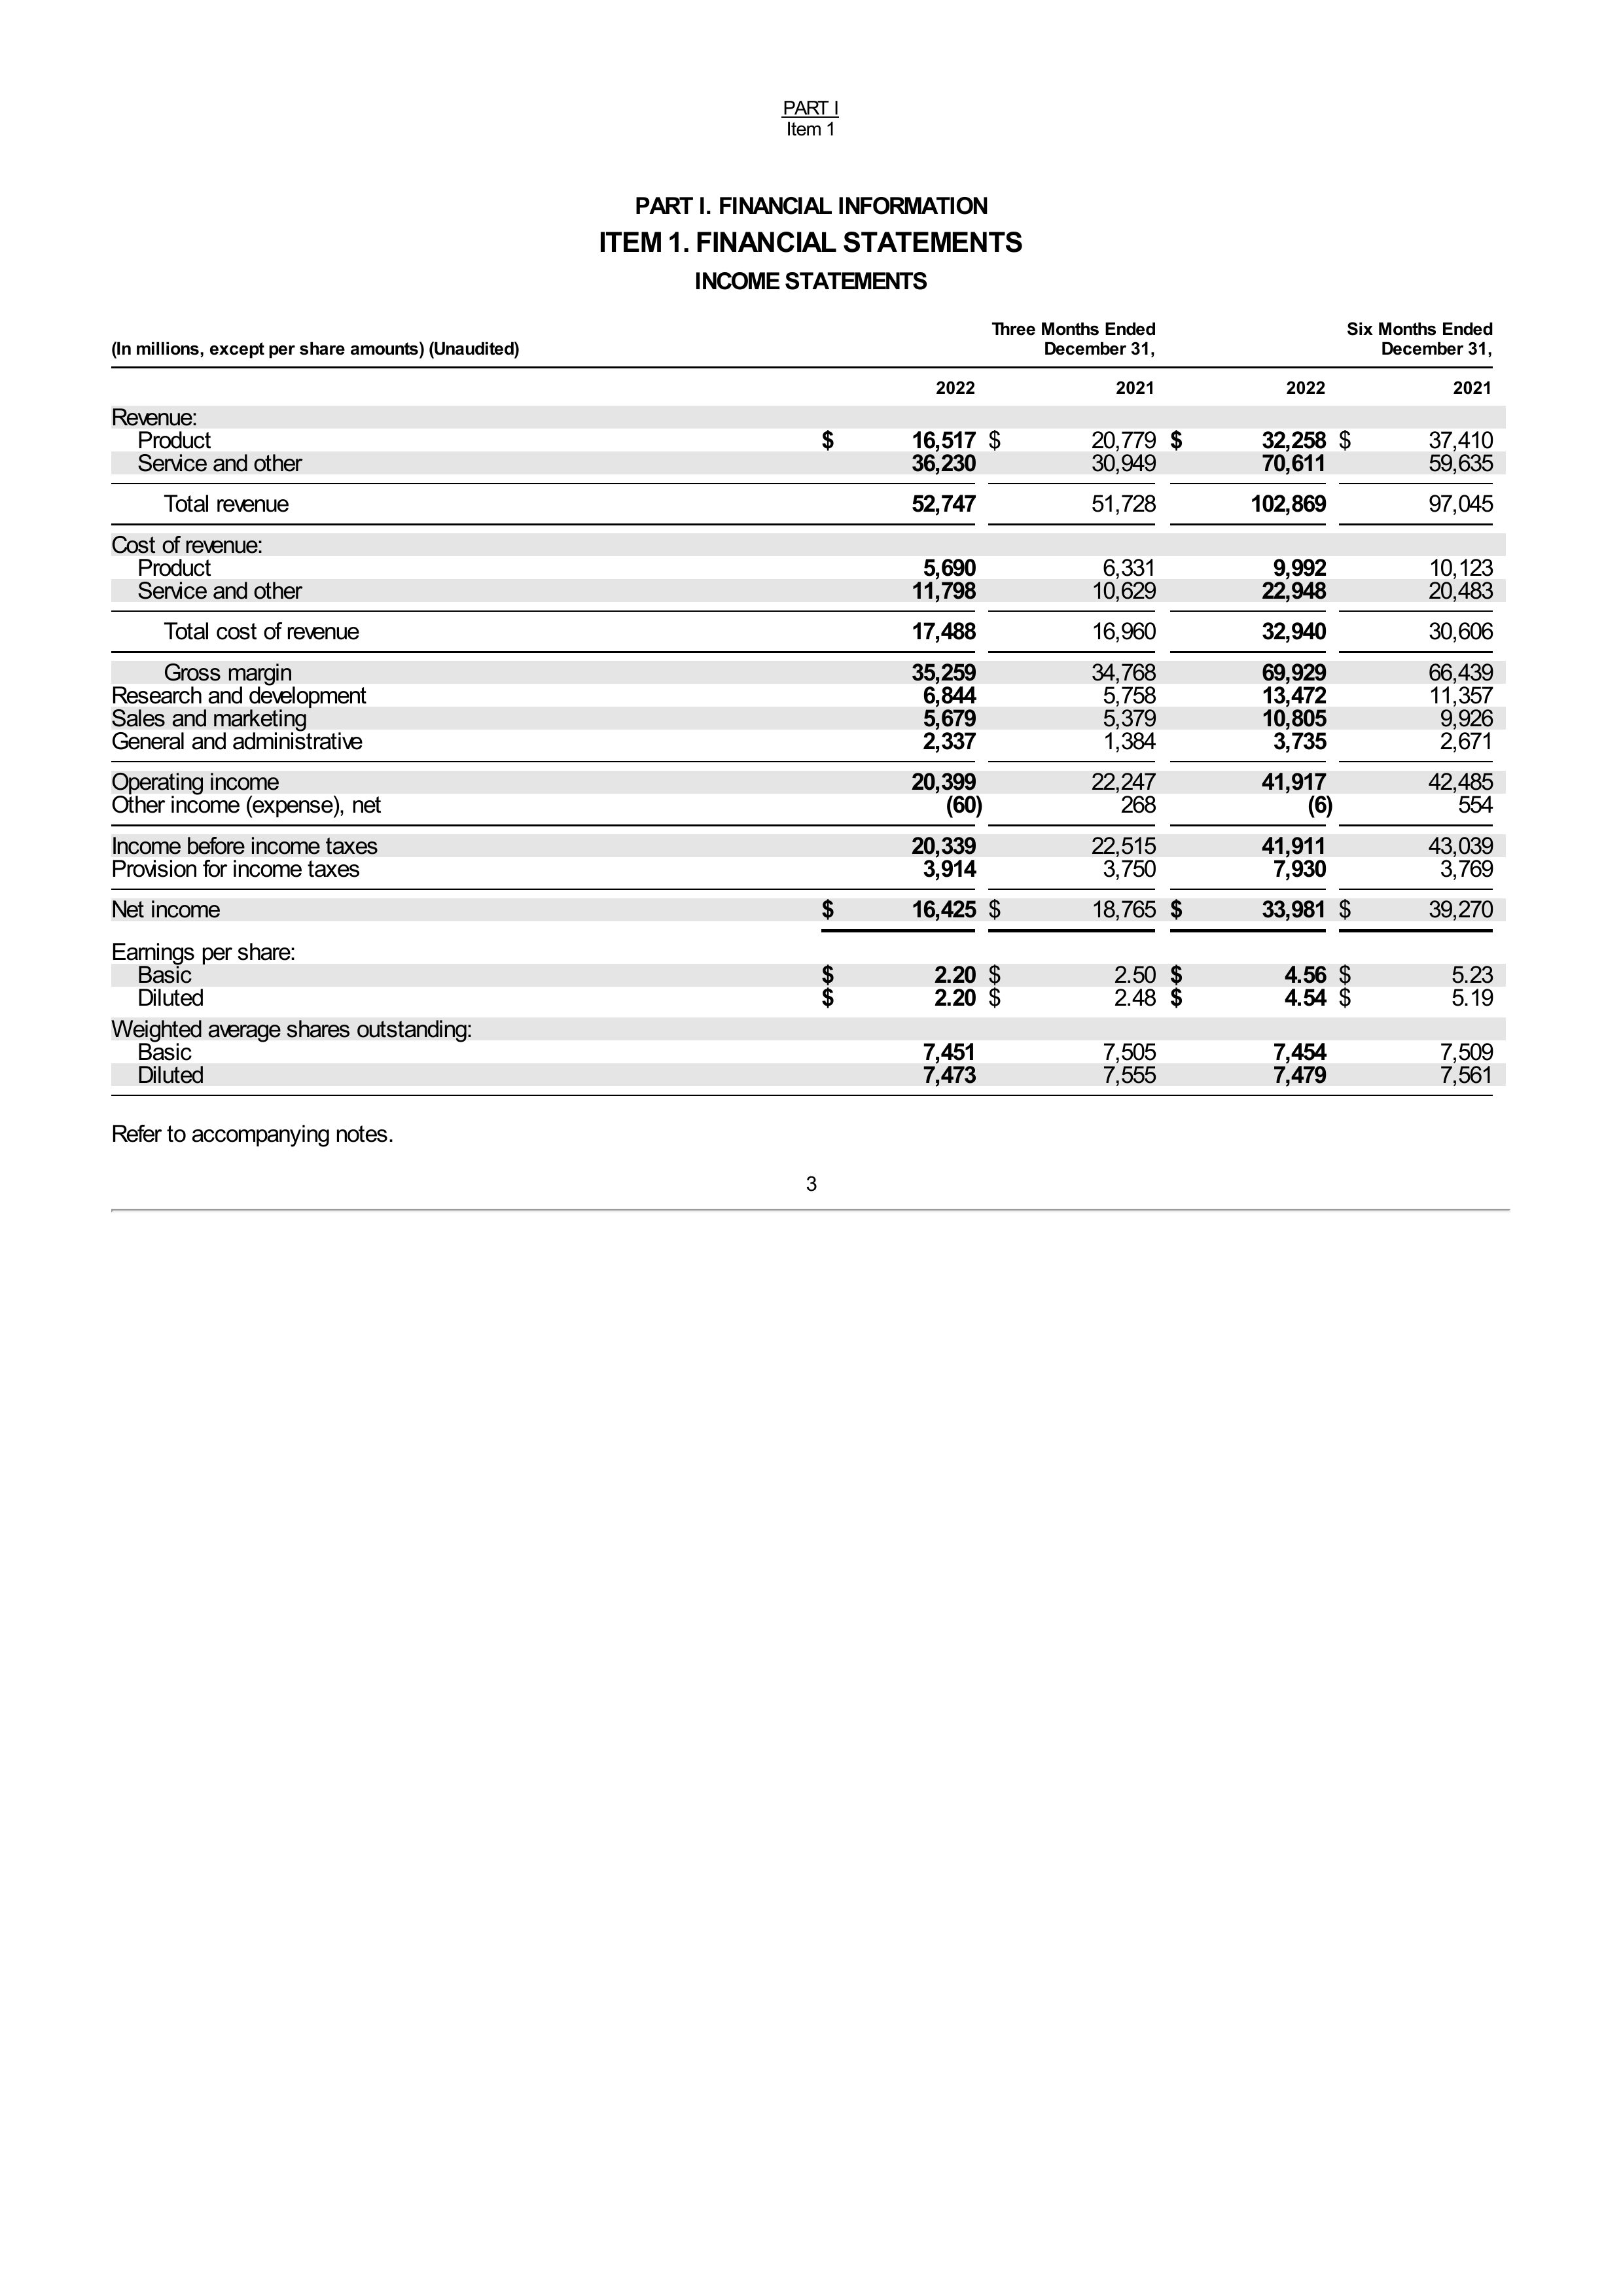 PART I
Item 1
PART I. FINANCIAL INFORMATION
ITEM 1. FINANCIAL STATEMENTS
INCOME STATEMENTS
(In millions, except per share amounts) (Unaudited) Three Months Ended December 31, Six Months Ended December 31,
2022 2021 2022 2021
Revenue:
Product $ 16,517 $ 20,779 $ 32,258 $ 37,410
Service and other 36,230 30,949 70,611 59,635
Total revenue 52,747 51,728 102,869 97,045
Cost of revenue:
Product 5,690 6,331 9,992 10,123
Service and other 11,798 10,629 22,948 20,483
Total cost of revenue 17,488 16,960 32,940 30,606
Gross margin 35,259 34,768 69,929 66,439
Research and development 6,844 5,758 13,472 11,357
Sales and marketing 5,679 5,379 10,805 9,926
General and administrative 2,337 1,384 3,735 2,671
Operating income 20,399 22,247 41,917 42,485
Other income (expense), net (60) 268 (6) 554
Income before income taxes 20,339 22,515 41,911 43,039
Provision for income taxes 3,914 3,750 7,930 3,769
Net income $ 16,425 $ 18,765 $ 33,981 $ 39,270
Earnings per share:
Basic $ 2.20 $ 2.50 $ 4.56 $ 5.23
Diluted $ 2.20 $ 2.48 $ 4.54 $ 5.19
Weighted average shares outstanding:
Basic 7,451 7,505 7,454 7,509
Diluted 7,473 7,555 7,479 7,561
Refer to accompanying notes.
3